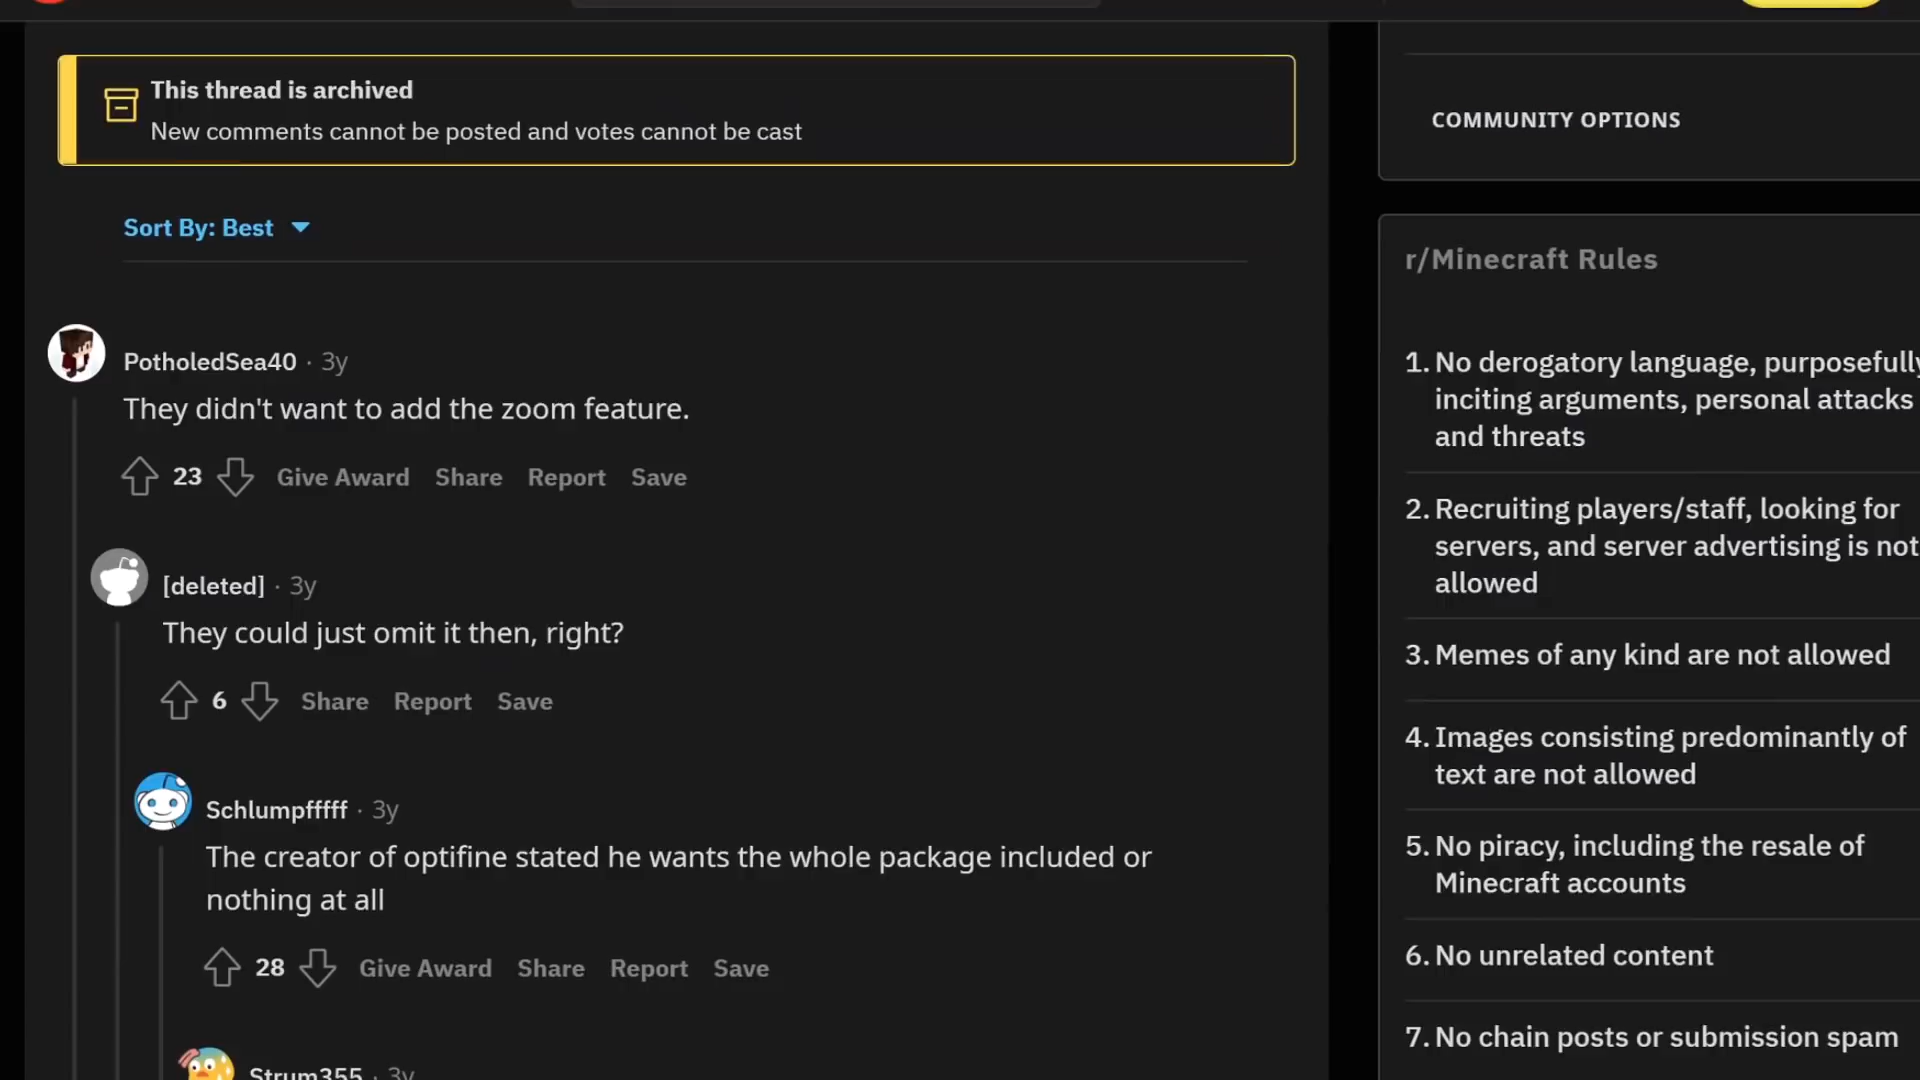 This thread is archived
New comments cannot be posted and votes cannot be cast
Sort By: Best
PotholedSea40 · 3y
They didn't want to add the zoom feature.
23 Give Award Share Report Save
[deleted] · 3y
They could just omit it then, right?
6 Share Report Save
Schlumpfffff · 3y
The creator of optifine stated he wants the whole package included or
nothing at all
28 Give Award Share Report Save
Strum355 · 3y
COMMUNITY OPTIONS
r/Minecraft Rules
1. No derogatory language, purposefully
inciting arguments, personal attacks
and threats
2. Recruiting players/staff, looking for
servers, and server advertising is not
allowed
3. Memes of any kind are not allowed
4. Images consisting predominantly of
text are not allowed
5. No piracy, including the resale of
Minecraft accounts
6. No unrelated content
7. No chain posts or submission spam